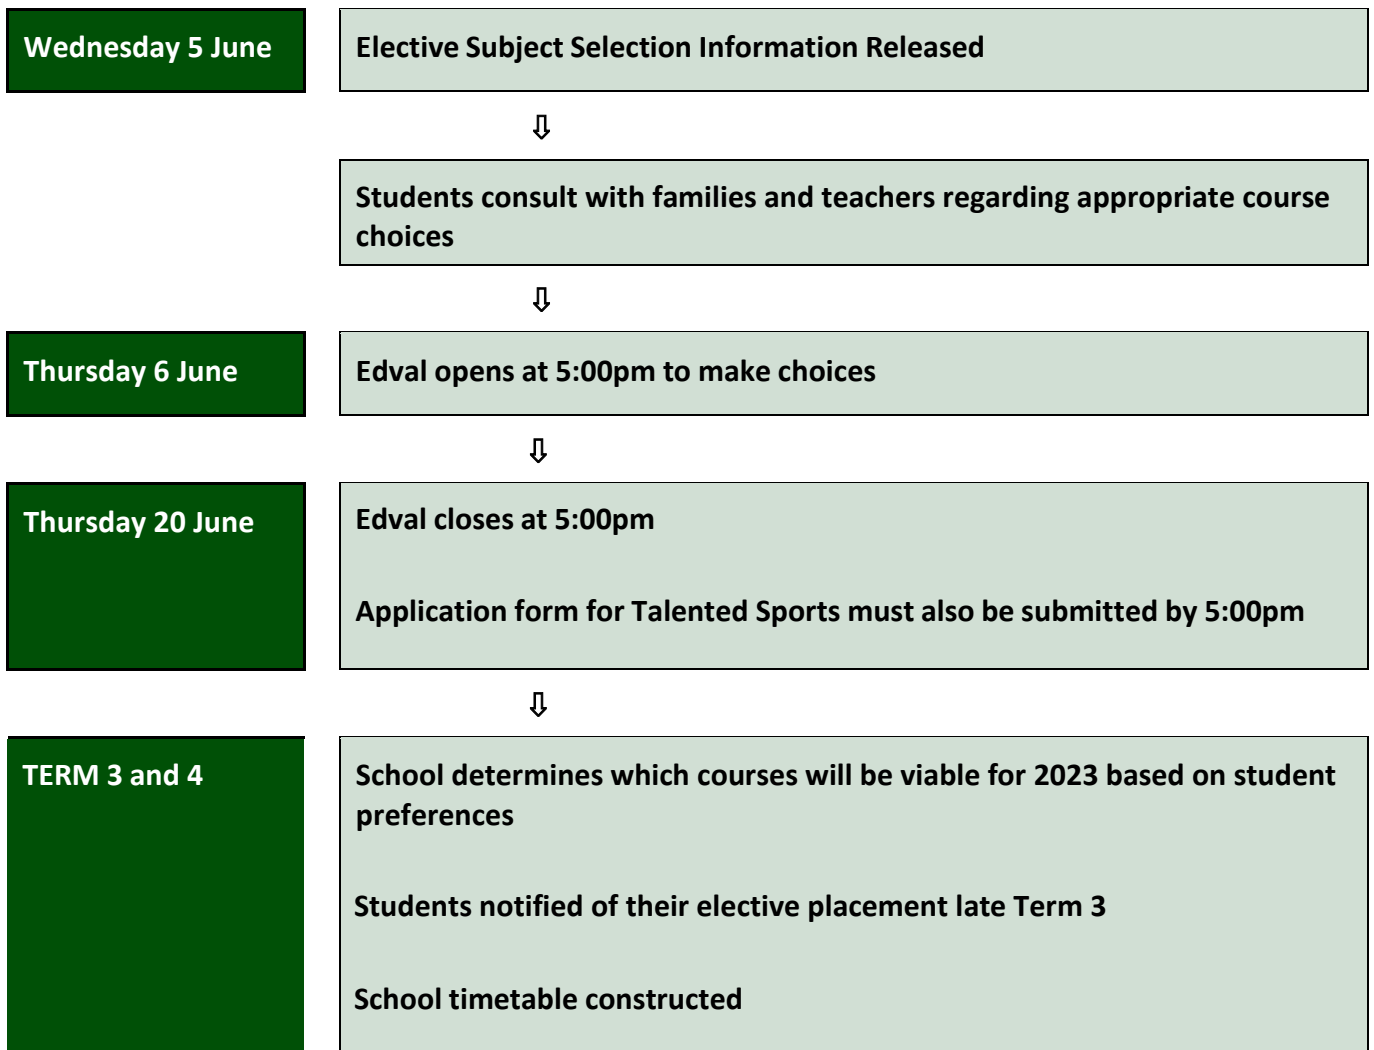 Wednesday 5 June
Elective Subject Selection Information Released
⇩
Students consult with families and teachers regarding appropriate course
choices
⇩
Thursday 6 June
Edval opens at 5:00pm to make choices
⇩
Thursday 20 June
Edval closes at 5:00pm
Application form for Talented Sports must also be submitted by 5:00pm
⇩
TERM 3 and 4
School determines which courses will be viable for 2023 based on student
preferences
Students notified of their elective placement late Term 3
School timetable constructed